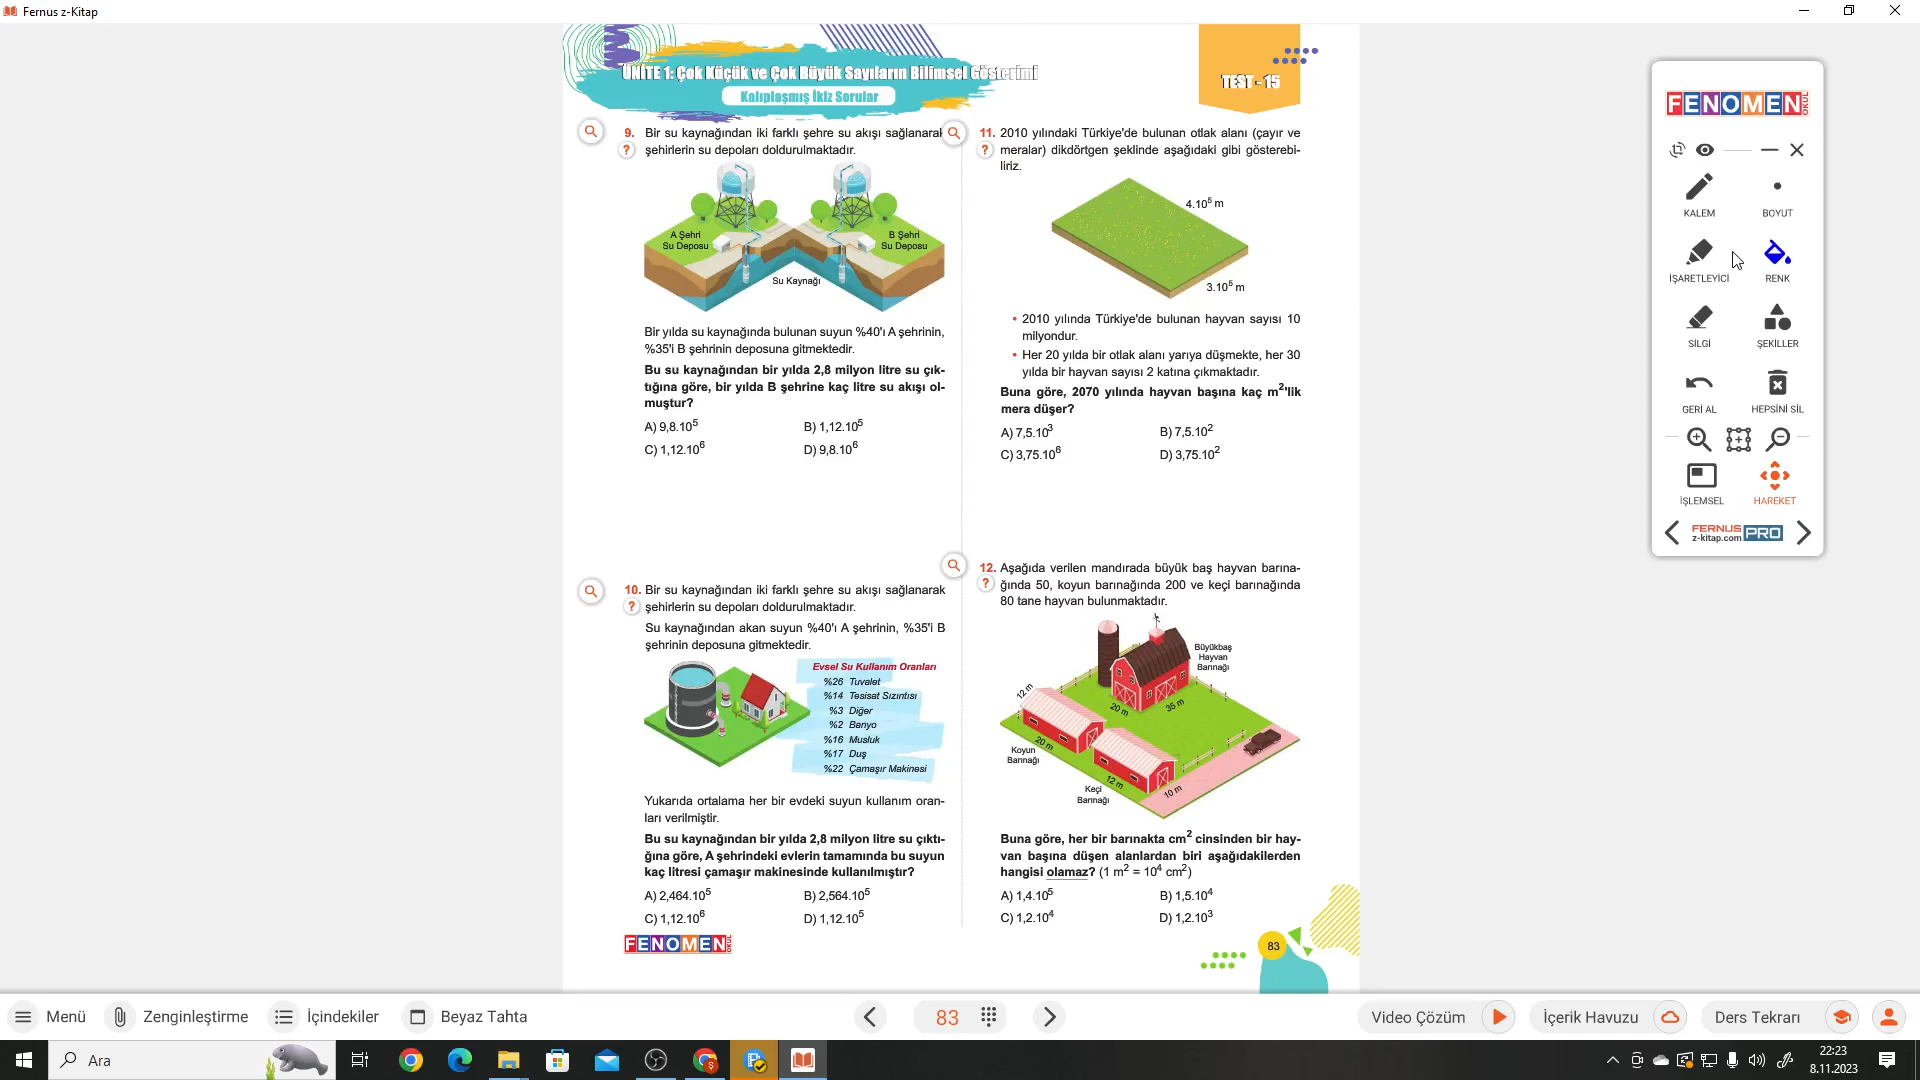 Fernus z-Kitap
ÜNİTE 1: Çok Küçük ve Çok Büyük Sayıların Bilimsel Gösterimi
Kalıplaşmış İkiz Sorular
TEST - 15
9. Bir su kaynağından iki farklı şehre su akışı sağlanarak
? şehirlerin su depoları doldurulmaktadır.
A Şehri
Su Deposu
B Şehri
Su Deposu
Su Kaynağı
Bir yılda su kaynağında bulunan suyun %40'ı A şehrinin,
%35'i B şehrinin deposuna gitmektedir.
Bu su kaynağından bir yılda 2,8 milyon litre su çık-
tığına göre, bir yılda B şehrine kaç litre su akışı ol-
muştur?
A) 9,8.10⁵ B) 1,12.10⁵
C) 1,12.10⁶ D) 9,8.10⁶
10. Bir su kaynağından iki farklı şehre su akışı sağlanarak
? şehirlerin su depoları doldurulmaktadır.
Su kaynağından akan suyun %40'ı A şehrinin, %35'i B
şehrinin deposuna gitmektedir.
Evsel Su Kullanım Oranları
%26 Tuvalet
%14 Tesisat Sızıntısı
%3 Diğer
%2 Banyo
%16 Musluk
%17 Duş
%22 Çamaşır Makinesi
Yukarıda ortalama her bir evdeki suyun kullanım oran-
ları verilmiştir.
Bu su kaynağından bir yılda 2,8 milyon litre su çıktı-
ğına göre, A şehrindeki evlerin tamamında bu suyun
kaç litresi çamaşır makinesinde kullanılmıştır?
A) 2,464.10⁵ B) 2,564.10⁵
C) 1,12.10⁶ D) 1,12.10⁵
FENOMEN OKUL
11. 2010 yılındaki Türkiye'de bulunan otlak alanı (çayır ve
? meralar) dikdörtgen şeklinde aşağıdaki gibi gösterebi-
liriz.
4.10⁵ m
3.10⁵ m
• 2010 yılında Türkiye'de bulunan hayvan sayısı 10
milyondur.
• Her 20 yılda bir otlak alanı yarıya düşmekte, her 30
yılda bir hayvan sayısı 2 katına çıkmaktadır.
Buna göre, 2070 yılında hayvan başına kaç m²'lik
mera düşer?
A) 7,5.10³ B) 7,5.10²
C) 3,75.10⁶ D) 3,75.10²
12. Aşağıda verilen mandırada büyük baş hayvan barına-
? ğında 50, koyun barınağında 200 ve keçi barınağında
80 tane hayvan bulunmaktadır.
Büyükbaş
Hayvan
Barınağı
12 m
20 m
35 m
20 m
Koyun
Barınağı
12 m
10 m
Keçi
Barınağı
Buna göre, her bir barınakta cm² cinsinden bir hay-
van başına düşen alanlardan biri aşağıdakilerden
hangisi olamaz? (1 m² = 10⁴ cm²)
A) 1,4.10⁵ B) 1,5.10⁴
C) 1,2.10⁴ D) 1,2.10³
83
FENOMEN OKUL
KALEM
BOYUT
İŞARETLEYİCİ
RENK
SİLGİ
ŞEKİLLER
GERİ AL
HEPSİNİ SİL
İŞLEMSEL
HAREKET
FERNUS
z-kitap.com PRO
Menü
Zenginleştirme
İçindekiler
Beyaz Tahta
83
Video Çözüm
İçerik Havuzu
Ders Tekrarı
Ara
22:23
8.11.2023